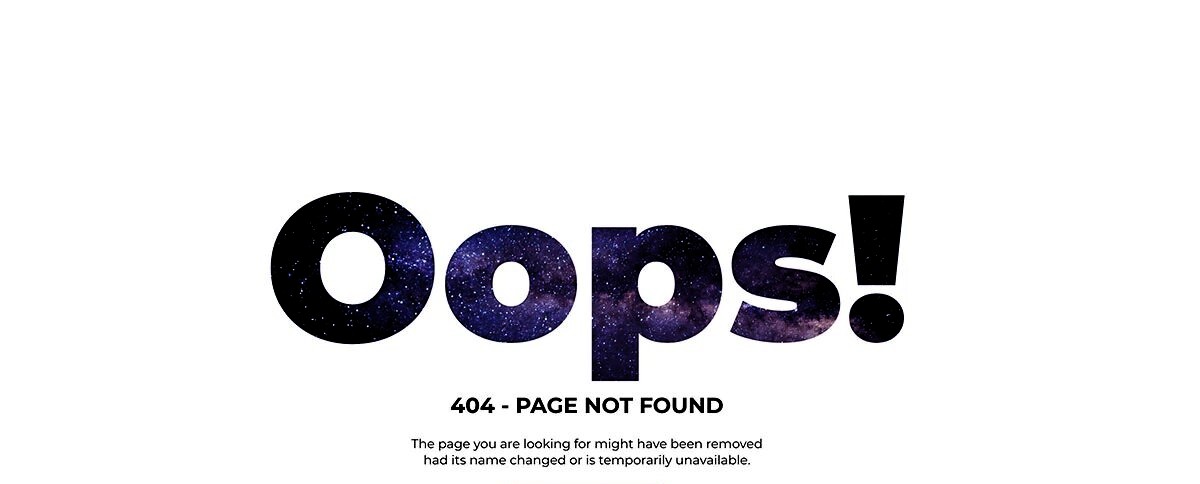 Oops!
404 - PAGE NOT FOUND
The page you are looking for might have been removed
had its name changed or is temporarily unavailable.